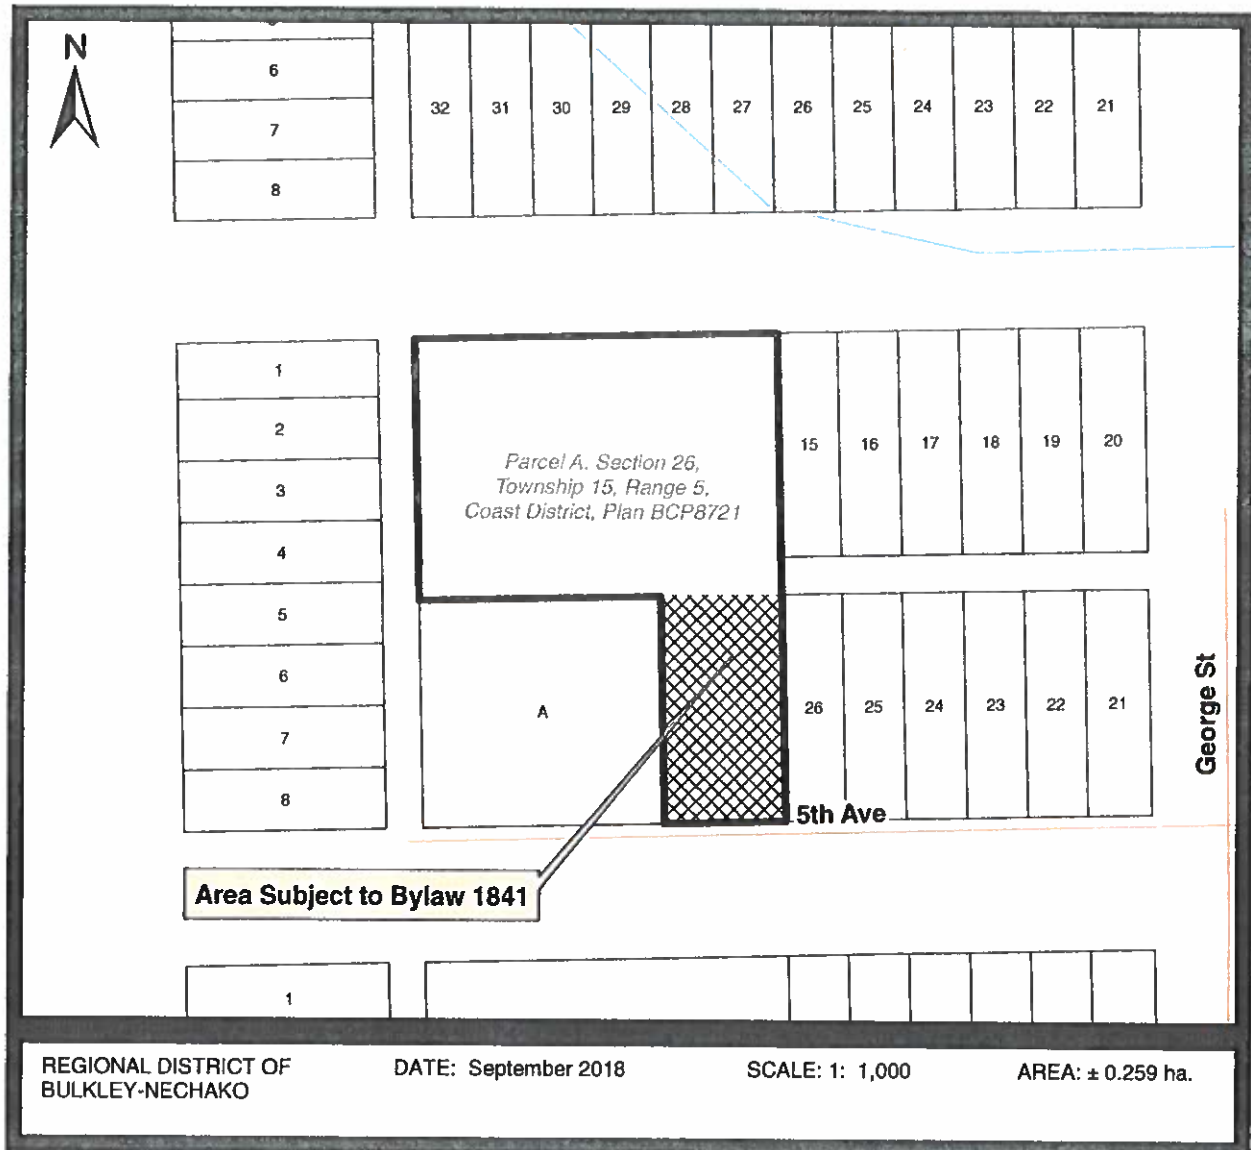 N
6
7
8
32 31 30 29 28 27 26 25 24 23 22 21
1
2
3
4
5
6
7
8
Parcel A. Section 26,
Township 15, Range 5,
Coast District, Plan BCP8721
15 16 17 18 19 20
A
26 25 24 23 22 21
George St
5th Ave
Area Subject to Bylaw 1841
1
REGIONAL DISTRICT OF
BULKLEY-NECHAKO
DATE: September 2018
SCALE: 1: 1,000
AREA: ± 0.259 ha.